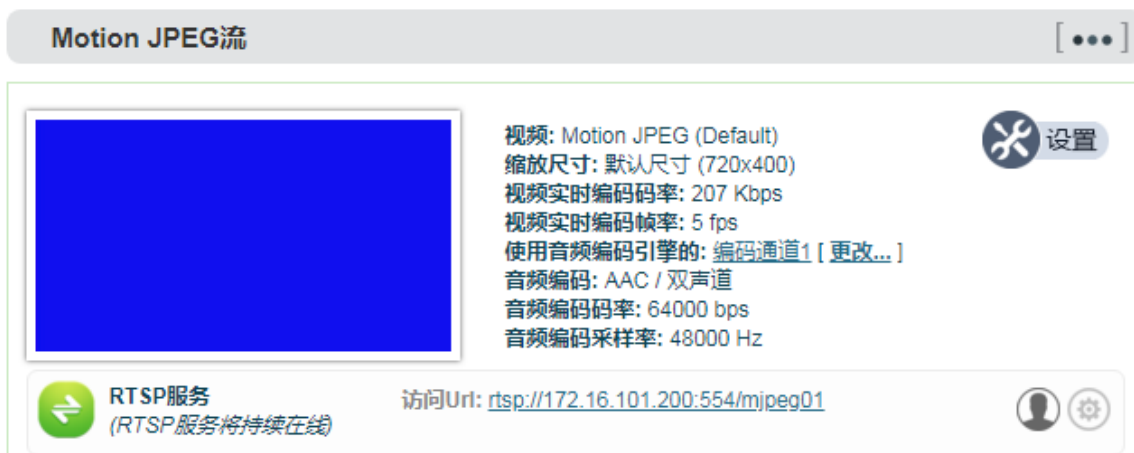 Motion JPEG流
[•••]
视频: Motion JPEG (Default)
设置
缩放尺寸: 默认尺寸 (720x400)
视频实时编码码率: 207 Kbps
视频实时编码帧率: 5 fps
使用音频编码引擎的: 编码通道1 [ 更改... ]
音频编码: AAC / 双声道
音频编码码率: 64000 bps
音频编码采样率: 48000 Hz
RTSP服务
(RTSP服务将持续在线)
访问Url: rtsp://172.16.101.200:554/mjpeg01